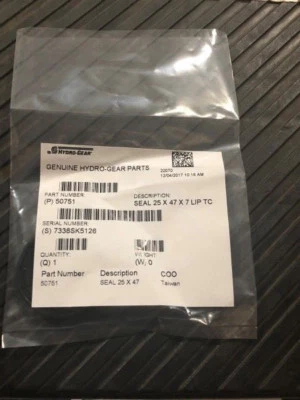 HYDRO-GEAR
GENUINE HYDRO-GEAR PARTS
12/04/2017 10:16 AM
PART NUMBER DESCRIPTION
(P) 50751 SEAL 25 X 47 X 7 LIP TC
SERIAL NUMBER
(S) 7338SK5126
QUANTITY
(Q) 1 (W) 0
Part Number Description COO
50751 SEAL 25 X 47 Taiwan